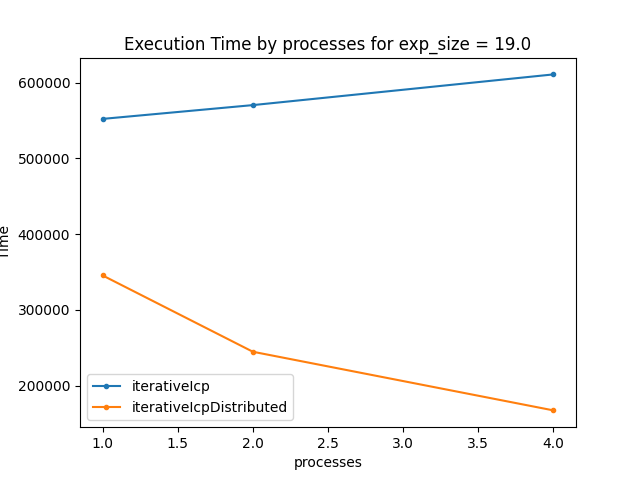 Execution Time by processes for exp_size = 19.0
600000
500000
400000
300000
200000
Time
iterativeIcp
iterativeIcpDistributed
1.0 1.5 2.0 2.5 3.0 3.5 4.0
processes